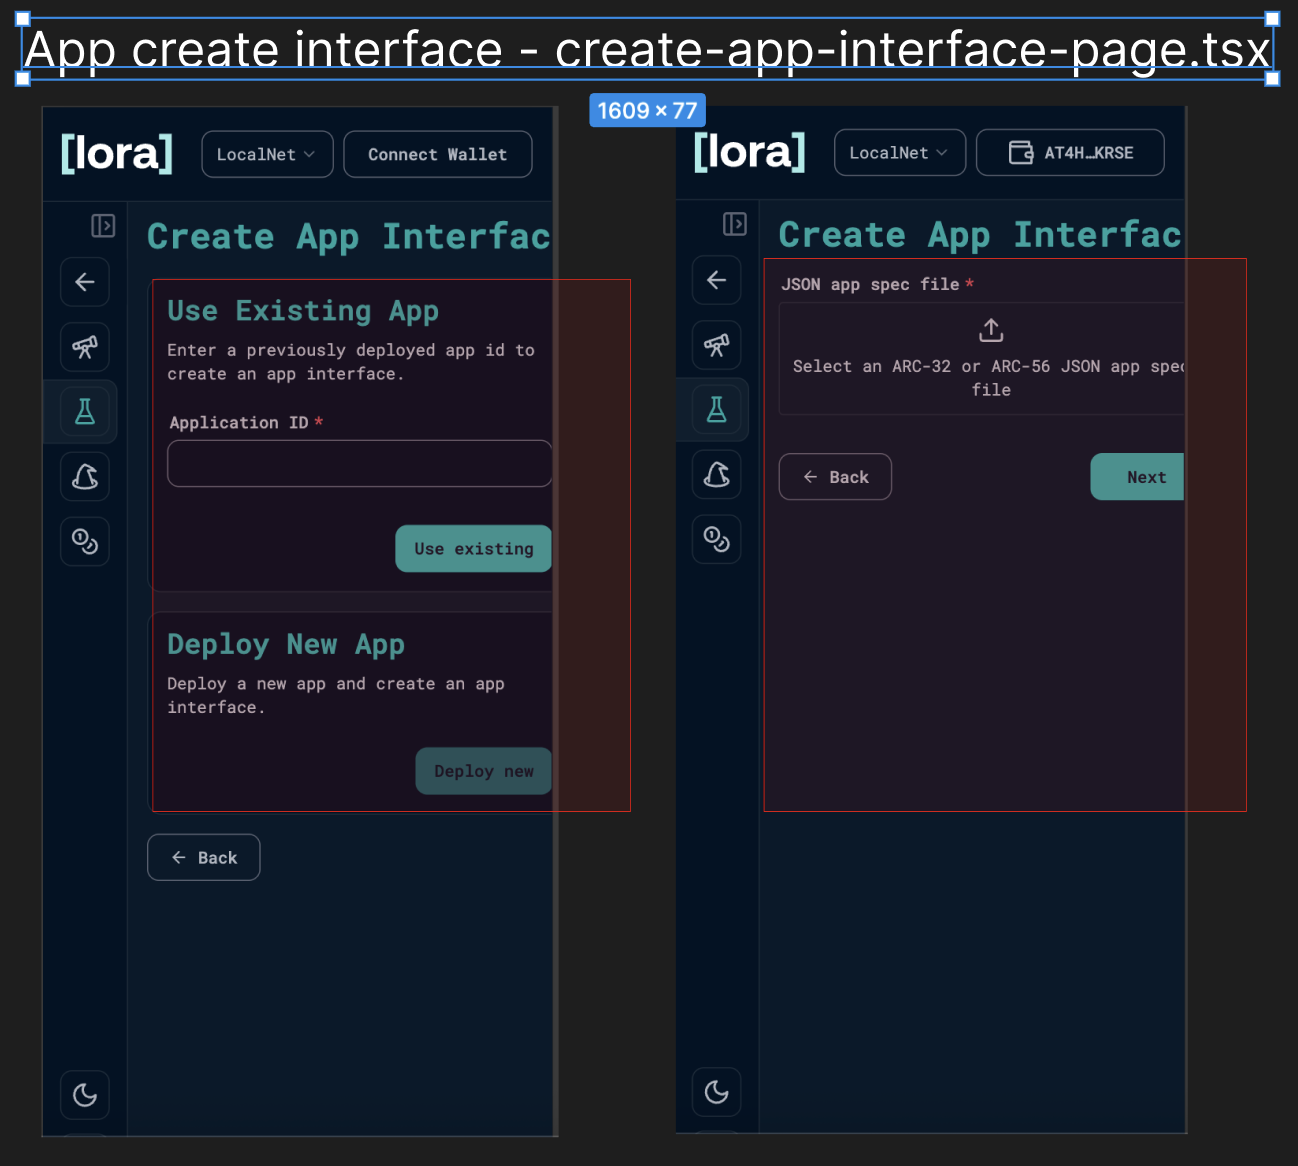 App create interface - create-app-interface-page.tsx
1609 × 77
[lora]
LocalNet
Connect Wallet
Create App Interfac
Use Existing App
Enter a previously deployed app id to
create an app interface.
Application ID *
Use existing
Deploy New App
Deploy a new app and create an app
interface.
Deploy new
Back
[lora]
LocalNet
AT4H…KRSE
Create App Interfac
JSON app spec file *
Select an ARC-32 or ARC-56 JSON app spec
file
Back
Next